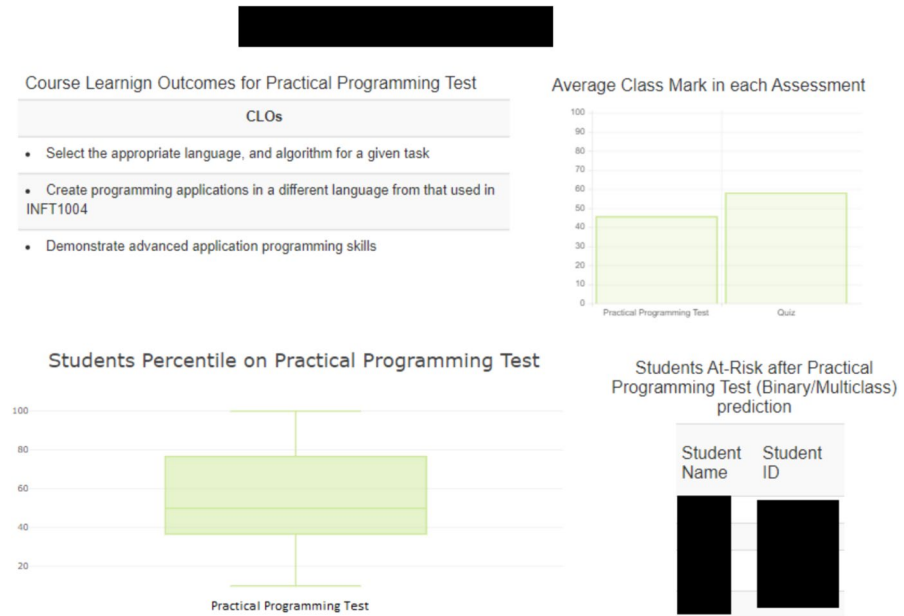 Course Learnign Outcomes for Practical Programming Test
CLOs
• Select the appropriate language, and algorithm for a given task
• Create programming applications in a different language from that used in
INFT1004
• Demonstrate advanced application programming skills
Average Class Mark in each Assessment
100
90
80
70
60
50
40
30
20
10
0
Practical Programming Test
Quiz
Students Percentile on Practical Programming Test
100
80
60
40
20
Practical Programming Test
Students At-Risk after Practical
Programming Test (Binary/Multiclass)
prediction
Student Name
Student ID